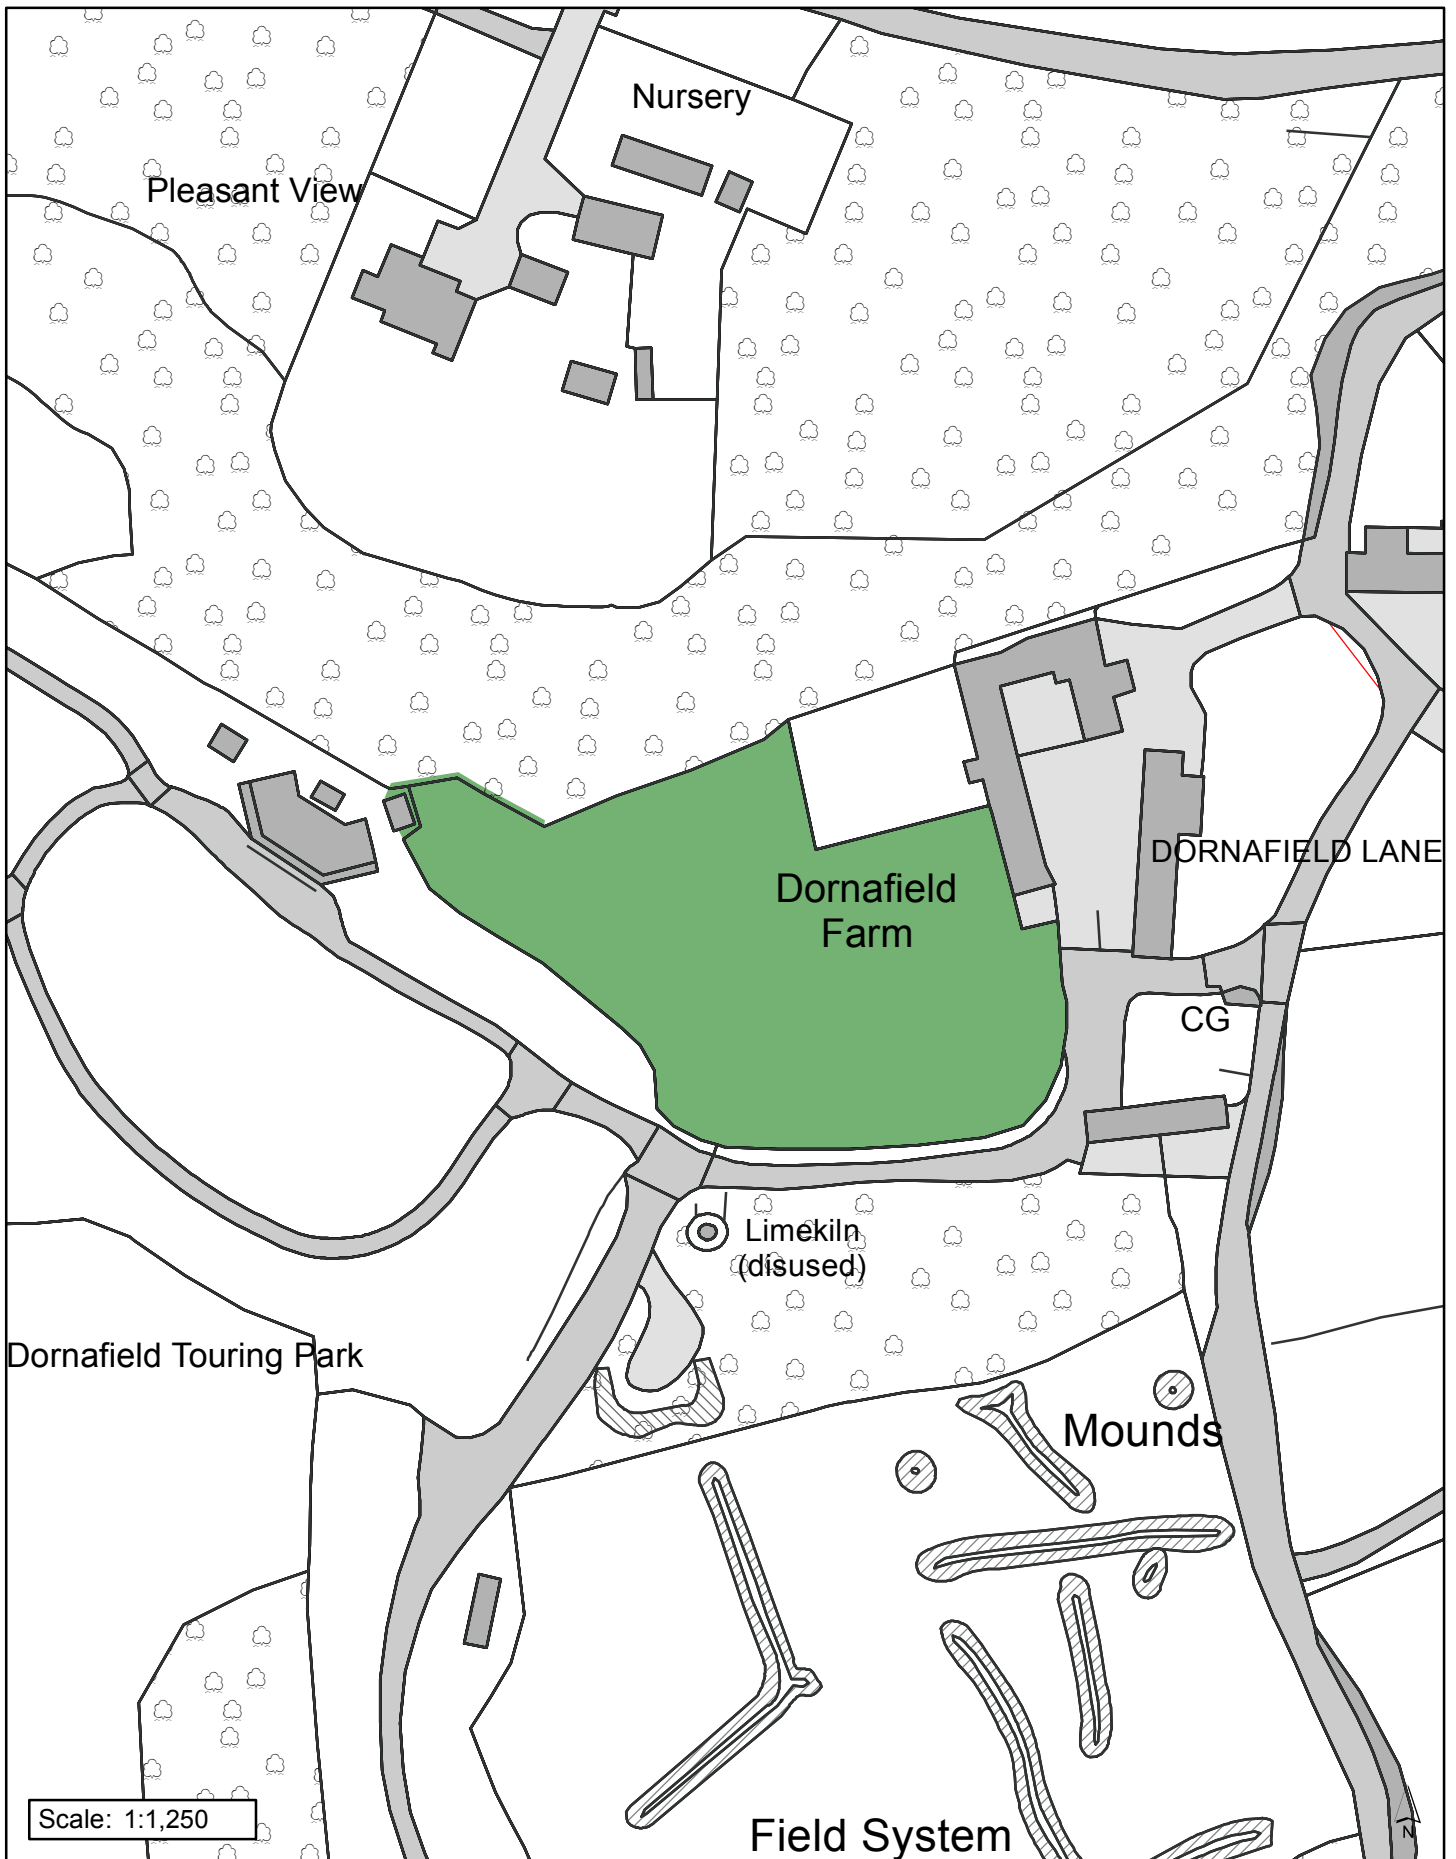 Nursery
Pleasant View
DORNAFIELD LANE
Dornafield
Farm
CG
Limekiln
(disused)
Dornafield Touring Park
Mounds
Scale: 1:1,250
Field System
N